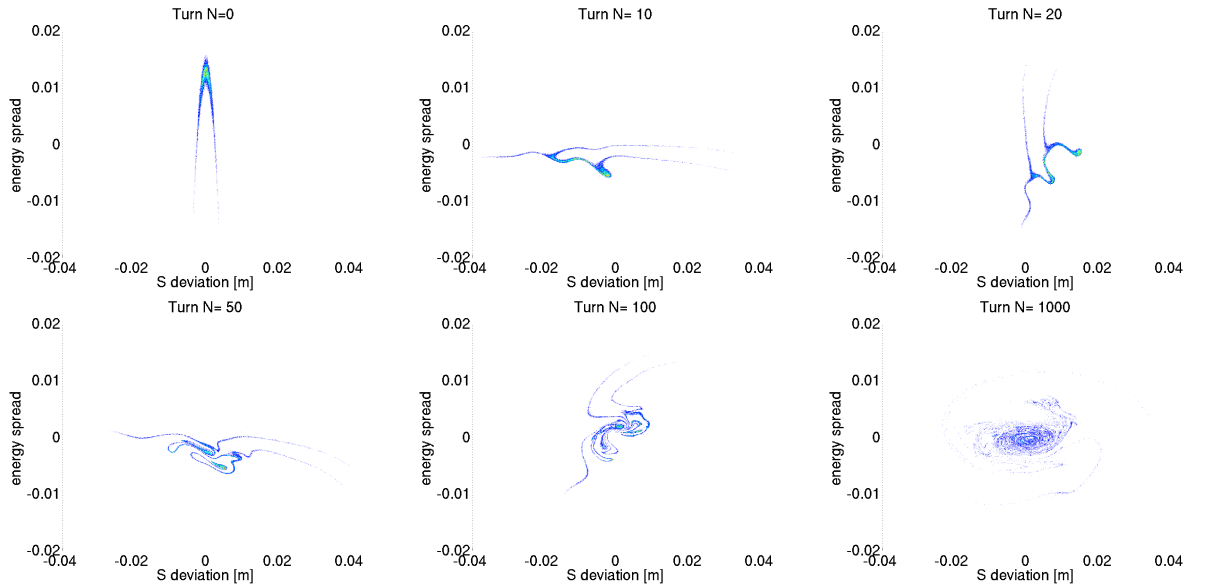 Turn N=0
0.02
0.01
0
-0.01
-0.02
-0.04 -0.02 0 0.02 0.04
S deviation [m]
energy spread
Turn N= 10
0.02
0.01
0
-0.01
-0.02
-0.04 -0.02 0 0.02 0.04
S deviation [m]
energy spread
Turn N= 20
0.02
0.01
0
-0.01
-0.02
-0.04 -0.02 0 0.02 0.04
S deviation [m]
energy spread
Turn N= 50
0.02
0.01
0
-0.01
-0.02
-0.04 -0.02 0 0.02 0.04
S deviation [m]
energy spread
Turn N= 100
0.02
0.01
0
-0.01
-0.02
-0.04 -0.02 0 0.02 0.04
S deviation [m]
energy spread
Turn N= 1000
0.02
0.01
0
-0.01
-0.02
-0.04 -0.02 0 0.02 0.04
S deviation [m]
energy spread